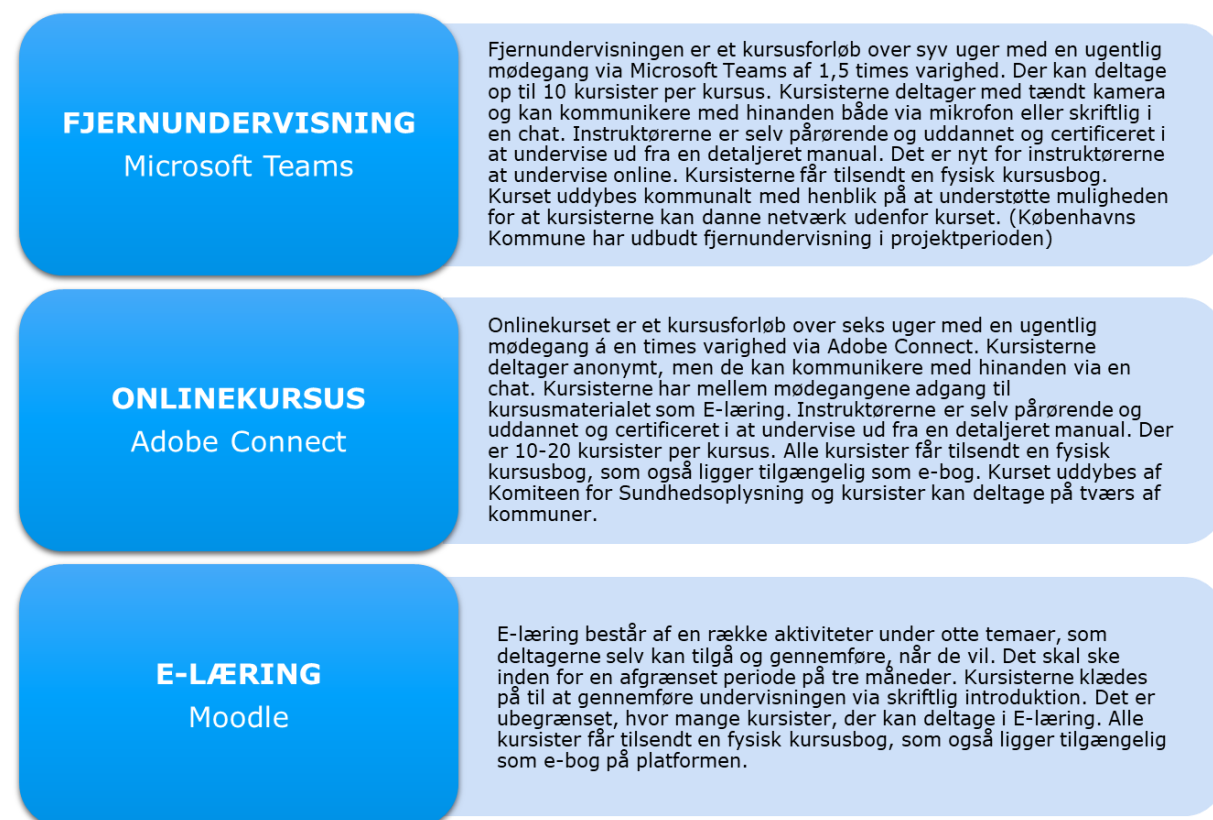 FJERNUNDERVISNING
Microsoft Teams
Fjernundervisningen er et kursusforløb over syv uger med en ugentlig
mødegang via Microsoft Teams af 1,5 times varighed. Der kan deltage
op til 10 kursister per kursus. Kursisterne deltager med tændt kamera
og kan kommunikere med hinanden både via mikrofon eller skriftlig i
en chat. Instruktørerne er selv pårørende og uddannet og certificeret i
at undervise ud fra en detaljeret manual. Det er nyt for instruktørerne
at undervise online. Kursisterne får tilsendt en fysisk kursusbog.
Kurset uddybes kommunalt med henblik på at understøtte muligheden
for at kursisterne kan danne netværk udenfor kurset. (Københavns
Kommune har udbudt fjernundervisning i projektperioden)
ONLINEKURSUS
Adobe Connect
Onlinekurset er et kursusforløb over seks uger med en ugentlig
mødegang á en times varighed via Adobe Connect. Kursisterne
deltager anonymt, men de kan kommunikere med hinanden via en
chat. Kursisterne har mellem mødegangene adgang til
kursusmaterialet som E-læring. Instruktørerne er selv pårørende og
uddannet og certificeret i at undervise ud fra en detaljeret manual. Der
er 10-20 kursister per kursus. Alle kursister får tilsendt en fysisk
kursusbog, som også ligger tilgængelig som e-bog. Kurset uddybes af
Komiteen for Sundhedsoplysning og kursister kan deltage på tværs af
kommuner.
E-LÆRING
Moodle
E-læring består af en række aktiviteter under otte temaer, som
deltagerne selv kan tilgå og gennemføre, når de vil. Det skal ske
inden for en afgrænset periode på tre måneder. Kursisterne klædes
på til at gennemføre undervisningen via skriftlig introduktion. Det er
ubegrænset, hvor mange kursister, der kan deltage i E-læring. Alle
kursister får tilsendt en fysisk kursusbog, som også ligger tilgængelig
som e-bog på platformen.